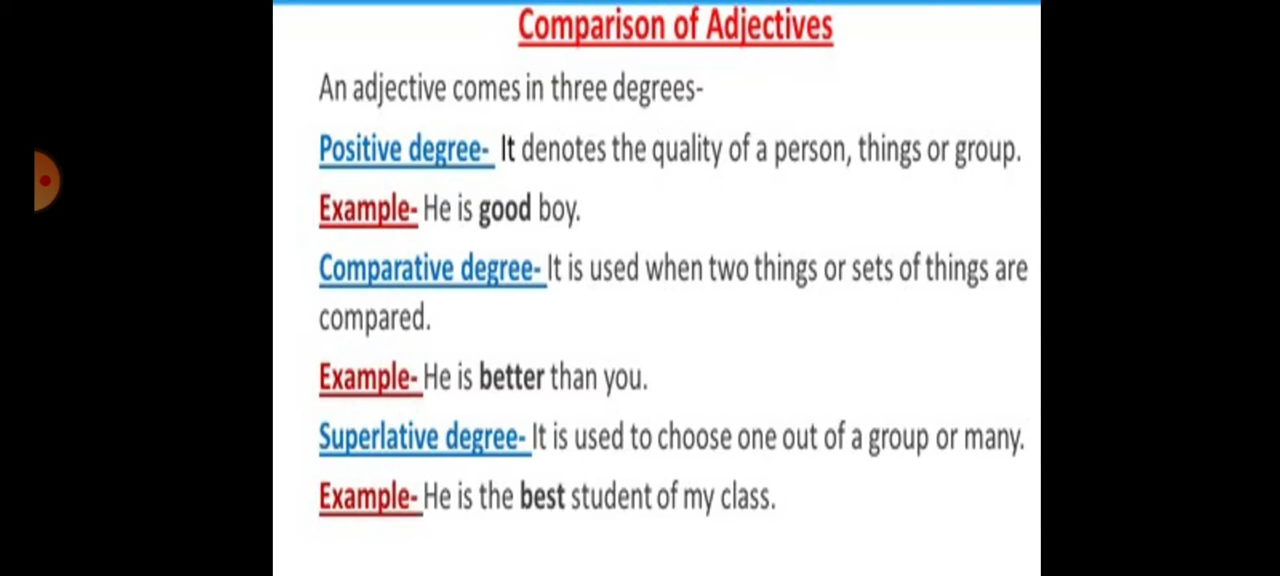 Comparison of Adjectives
An adjective comes in three degrees-
Positive degree- It denotes the quality of a person, things or group.
Example- He is good boy.
Comparative degree- It is used when two things or sets of things are
compared.
Example- He is better than you.
Superlative degree- It is used to choose one out of a group or many.
Example- He is the best student of my class.